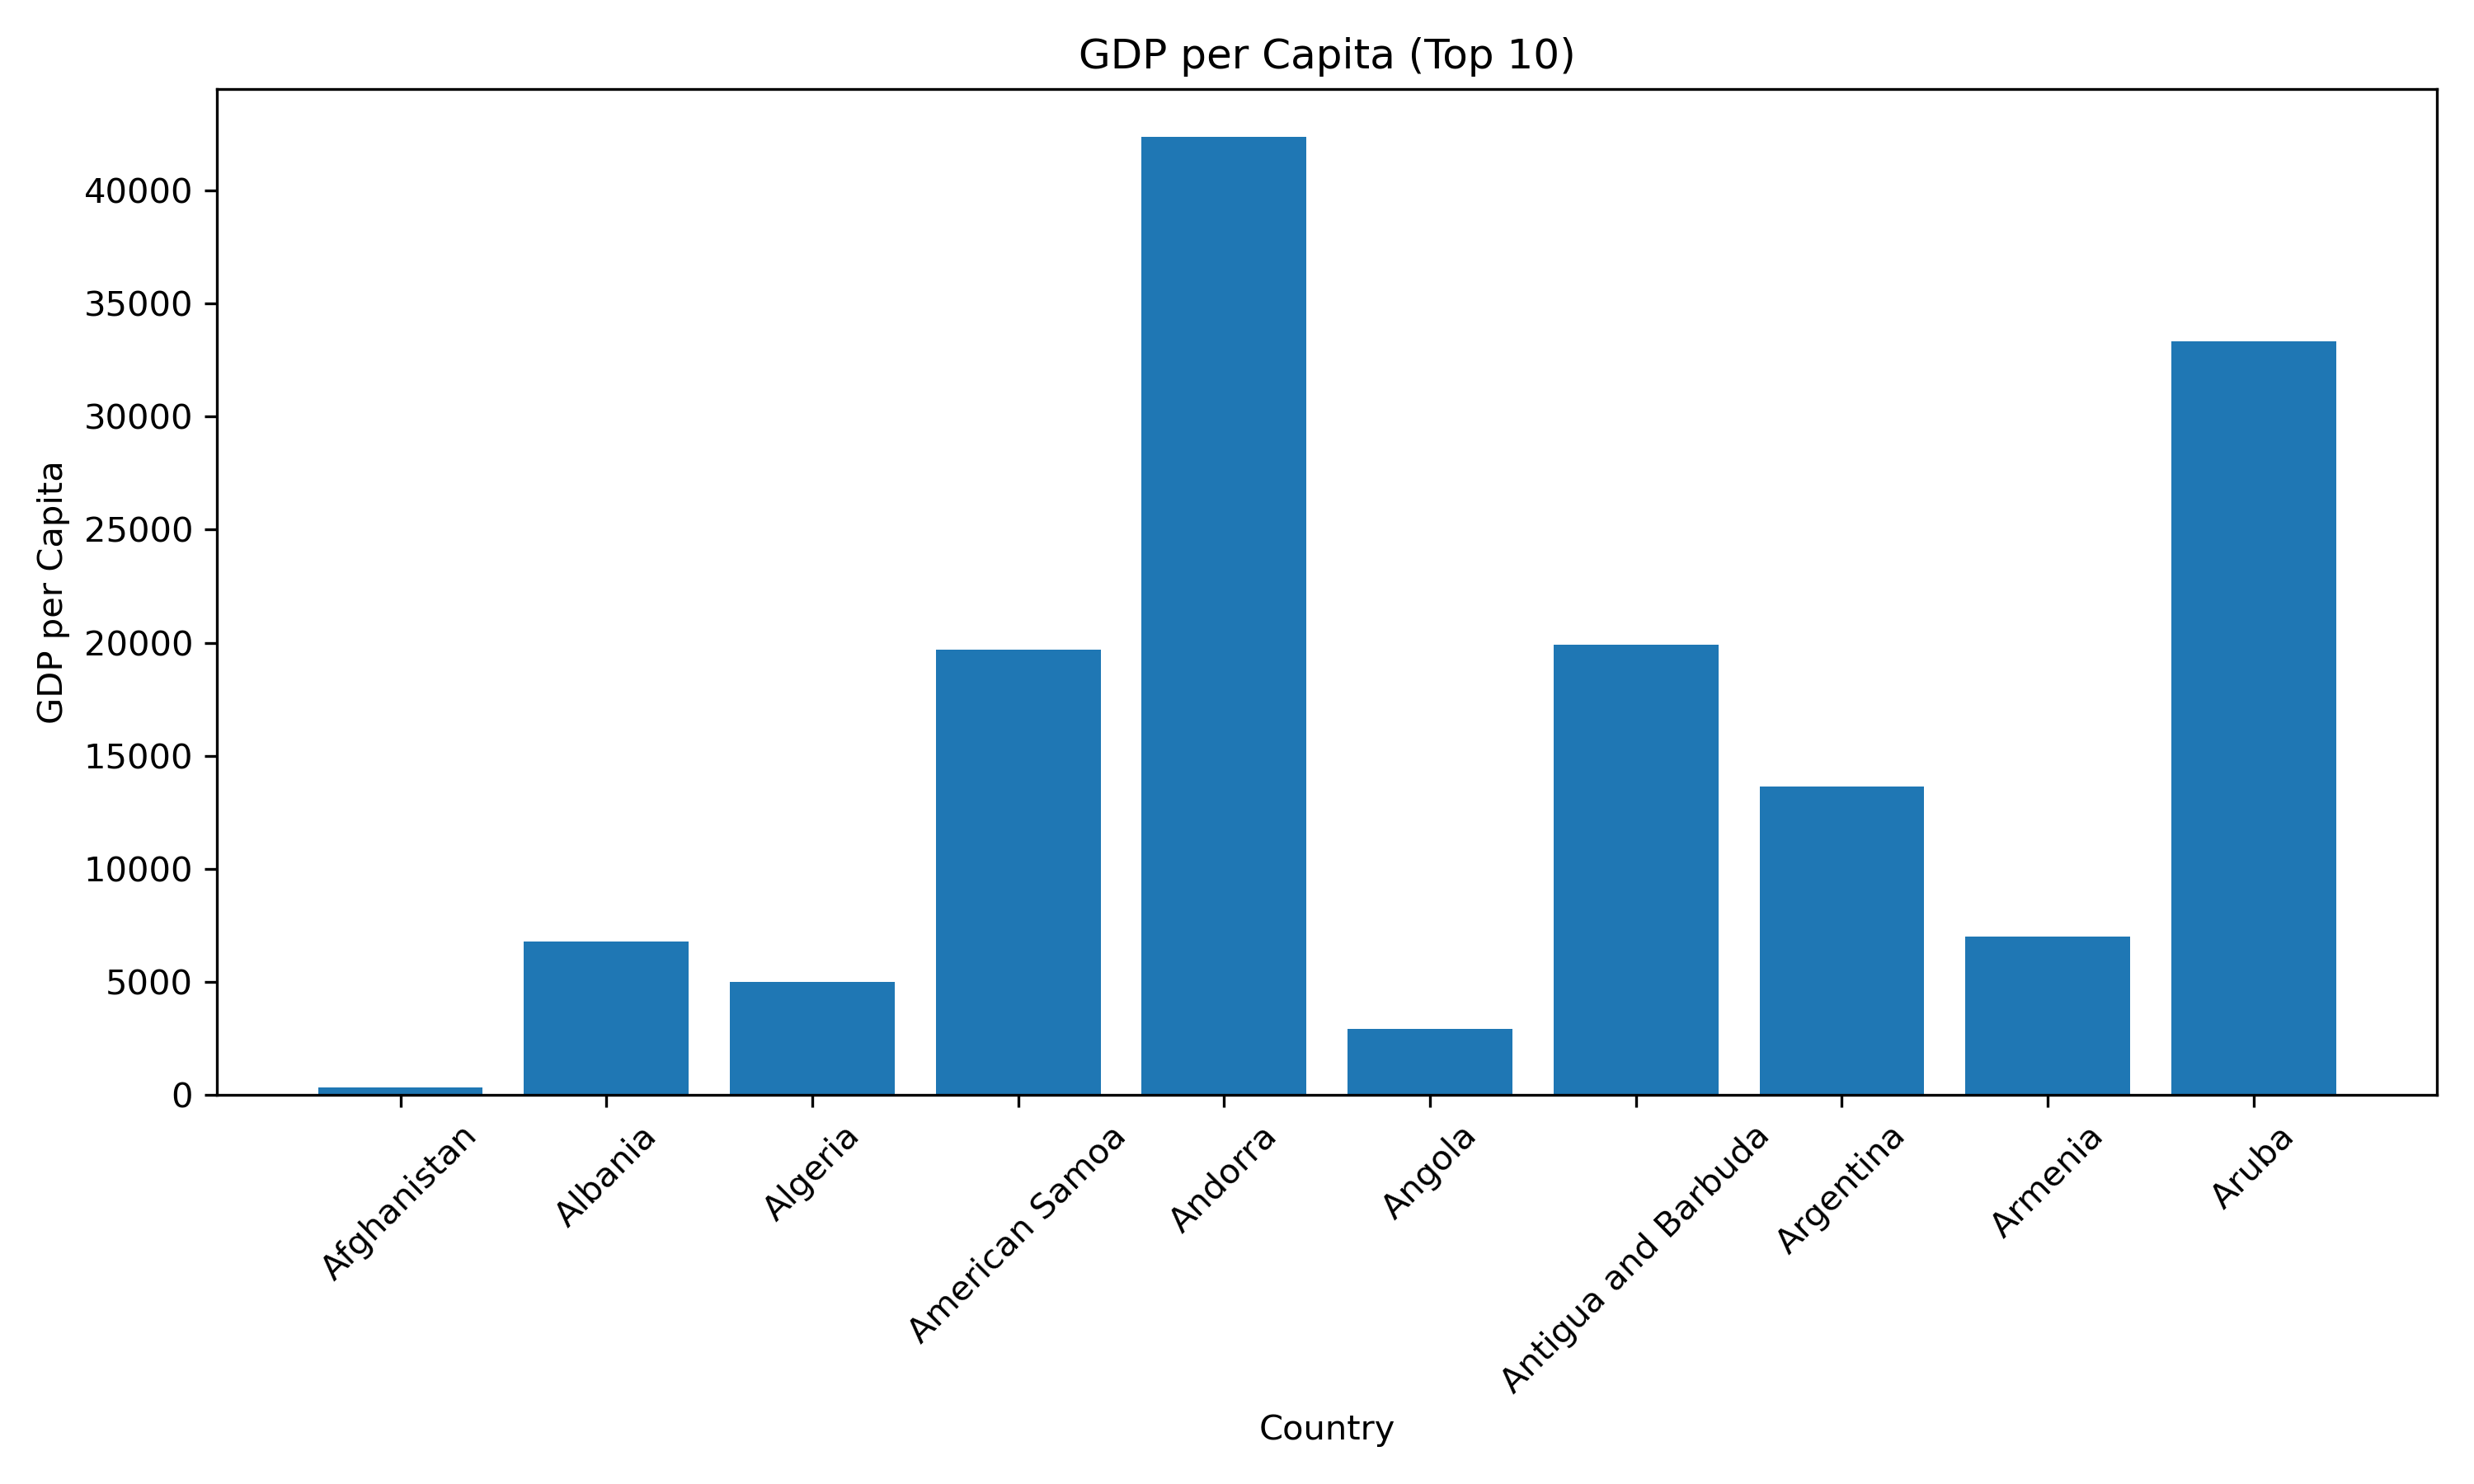 GDP per Capita (Top 10)
GDP per Capita
40000
35000
30000
25000
20000
15000
10000
5000
0
Afghanistan
Albania
Algeria
American Samoa
Andorra
Angola
Antigua and Barbuda
Argentina
Armenia
Aruba
Country